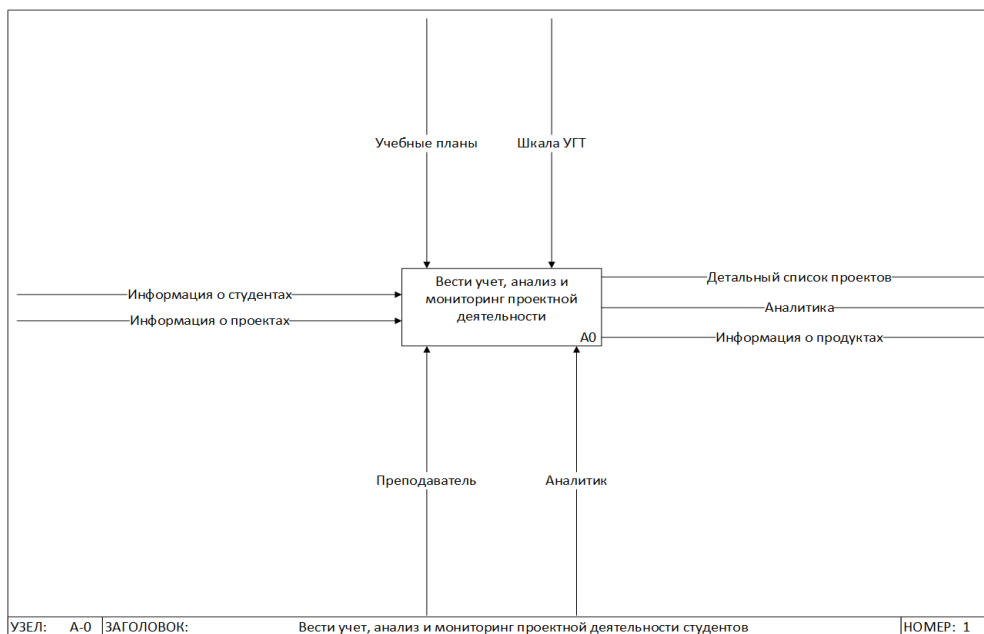 Учебные планы
Шкала УГТ
Вести учет, анализ и
мониторинг проектной
деятельности
A0
Информация о студентах
Информация о проектах
Детальный список проектов
Аналитика
Информация о продуктах
Преподаватель
Аналитик
УЗЕЛ: A-0 ЗАГОЛОВОК: Вести учет, анализ и мониторинг проектной деятельности студентов НОМЕР: 1